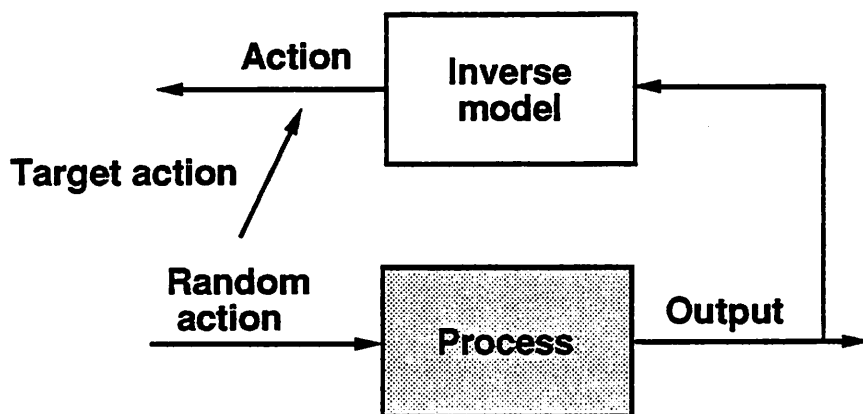 Action
Inverse
model
Target action
Random
action
Process
Output